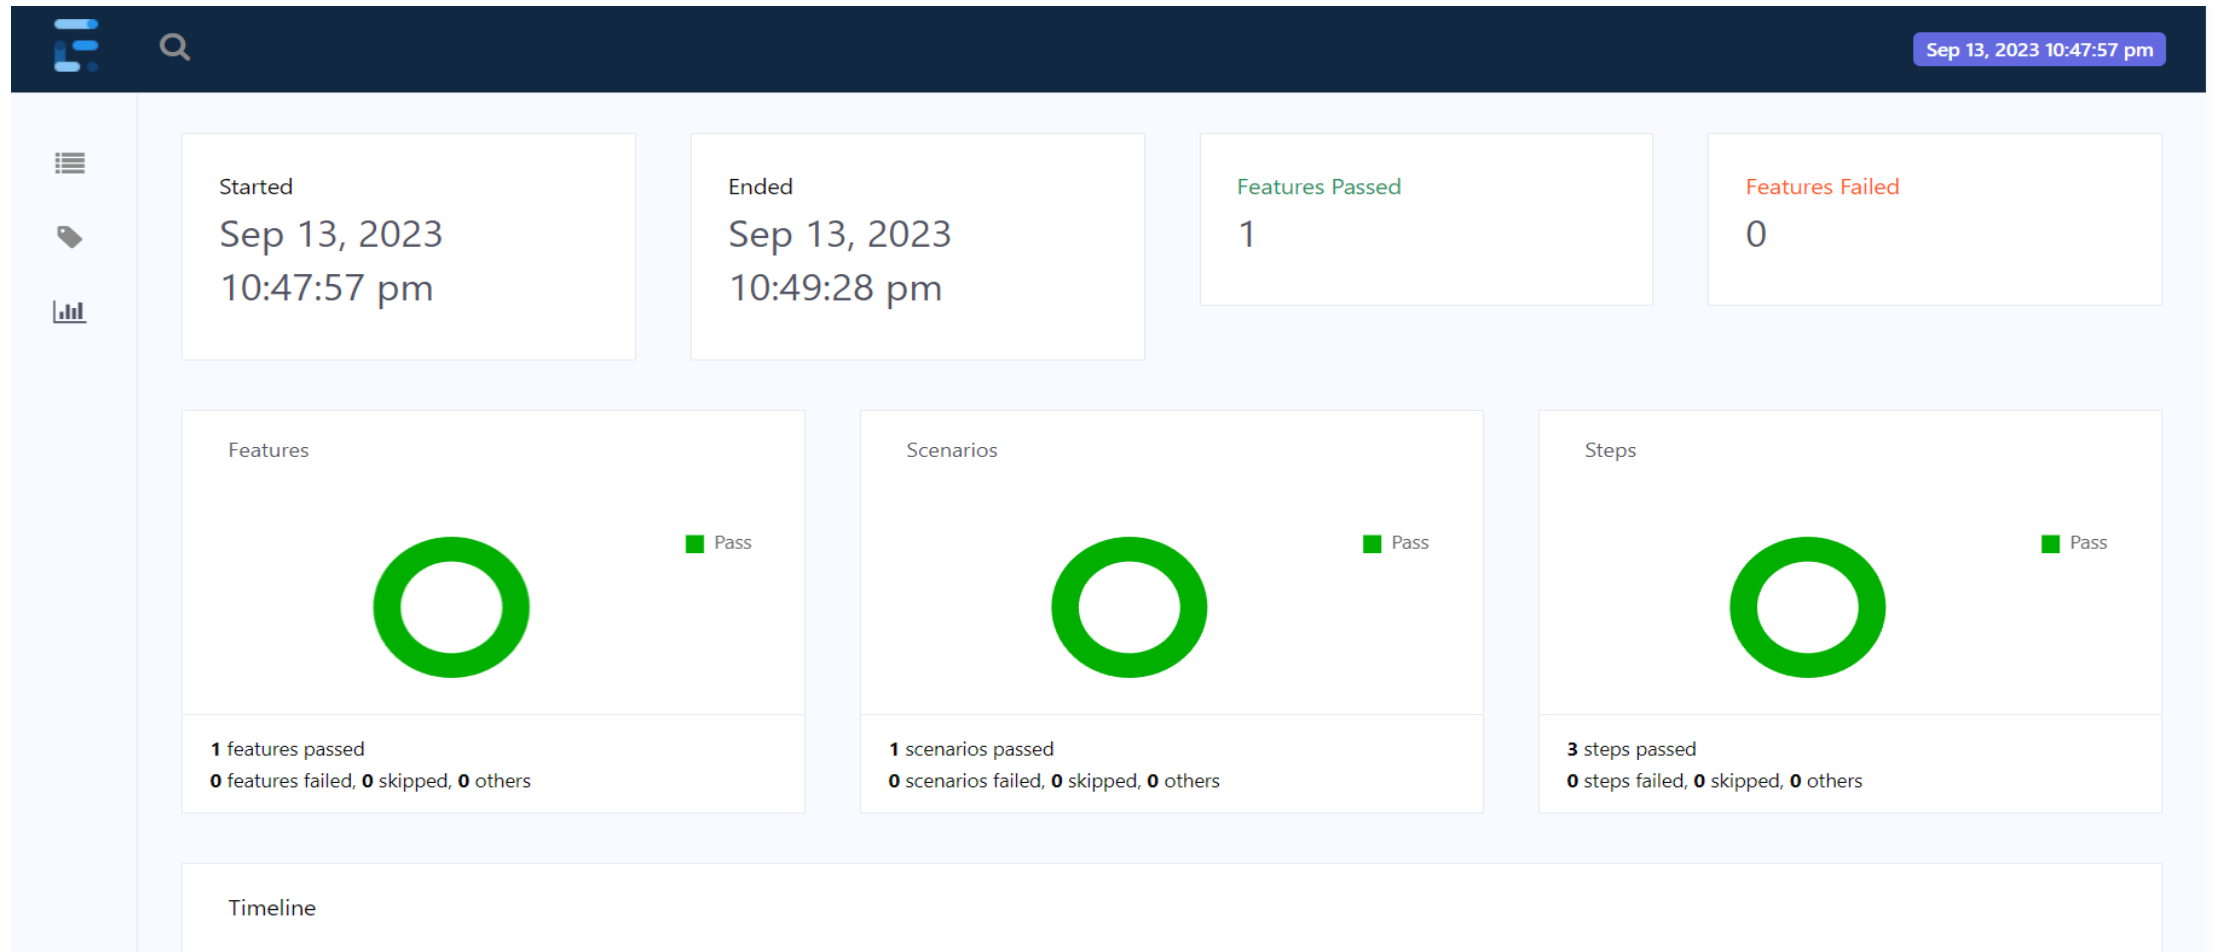 Sep 13, 2023 10:47:57 pm
Started
Sep 13, 2023
10:47:57 pm
Ended
Sep 13, 2023
10:49:28 pm
Features Passed
1
Features Failed
0
Features
Pass
1 features passed
0 features failed, 0 skipped, 0 others
Scenarios
Pass
1 scenarios passed
0 scenarios failed, 0 skipped, 0 others
Steps
Pass
3 steps passed
0 steps failed, 0 skipped, 0 others
Timeline